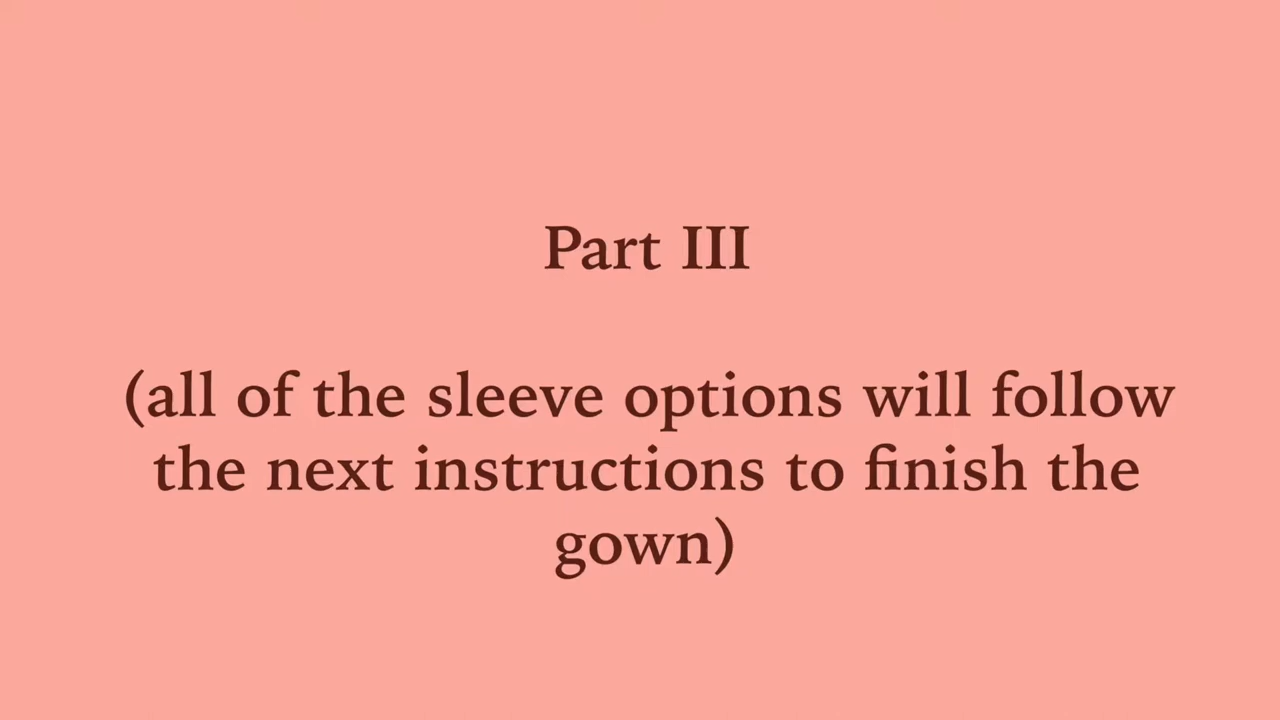 Part III
(all of the sleeve options will follow
the next instructions to finish the
gown)